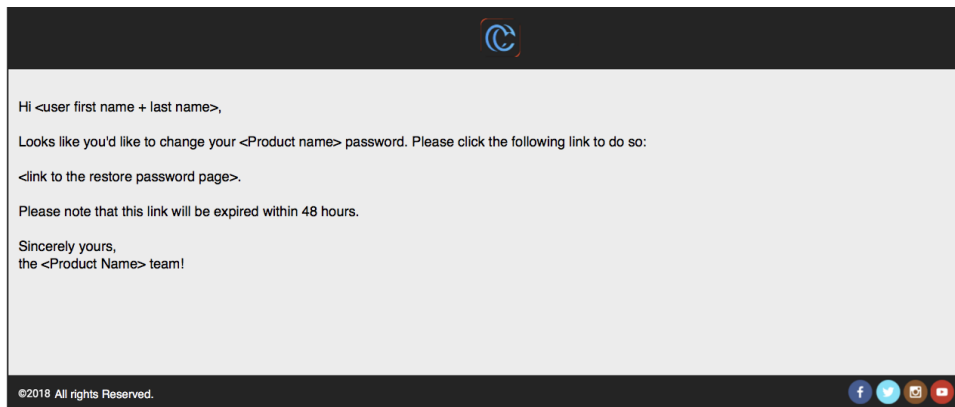 Hi <user first name + last name>,
Looks like you'd like to change your <Product name> password. Please click the following link to do so:
<link to the restore password page>.
Please note that this link will be expired within 48 hours.
Sincerely yours,
the <Product Name> team!
©2018 All rights Reserved.